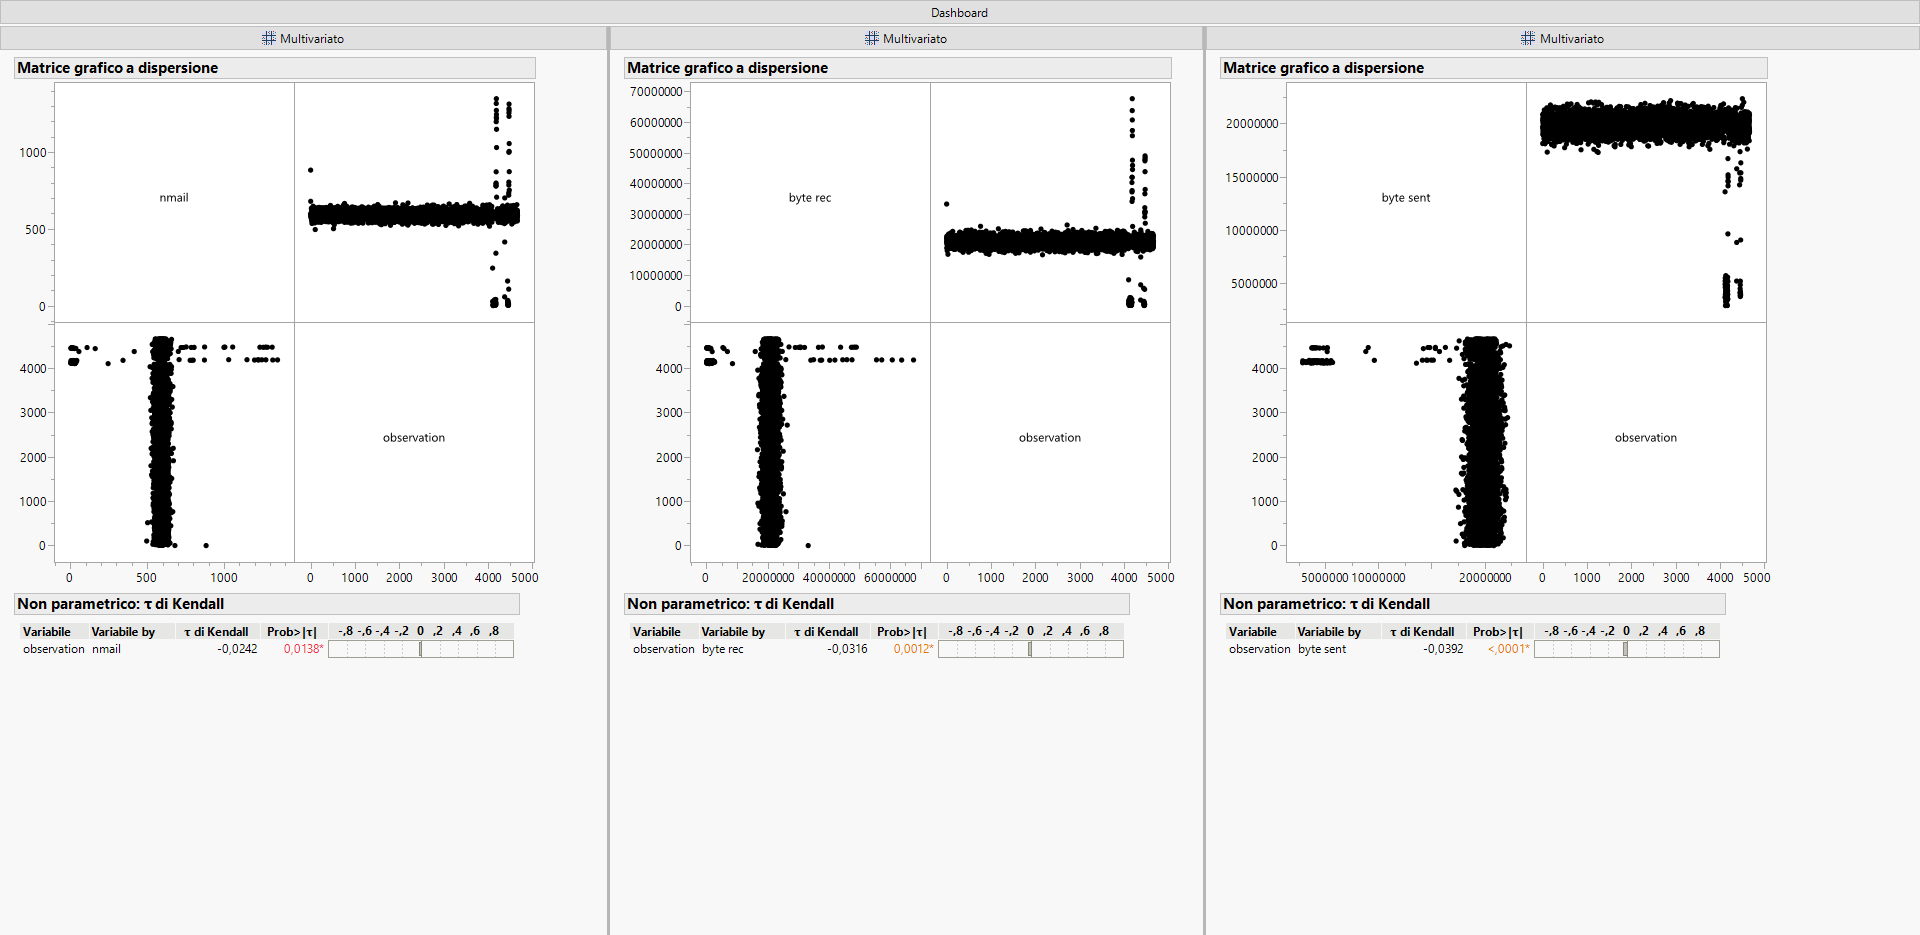 Dashboard
Multivariato
Matrice grafico a dispersione
1000
500
0
nmail
4000
3000
2000
1000
0
observation
0 500 1000
0 1000 2000 3000 4000 5000
Non parametrico: τ di Kendall
Variabile Variabile by τ di Kendall Prob>|τ| -,8 -,6 -,4 -,2 0 ,2 ,4 ,6 ,8
observation nmail -0,0242 0,0138*
Multivariato
Matrice grafico a dispersione
70000000
60000000
50000000
40000000
30000000
20000000
10000000
0
byte rec
4000
3000
2000
1000
0
observation
0 20000000 40000000 60000000
0 1000 2000 3000 4000 5000
Non parametrico: τ di Kendall
Variabile Variabile by τ di Kendall Prob>|τ| -,8 -,6 -,4 -,2 0 ,2 ,4 ,6 ,8
observation byte rec -0,0316 0,0012*
Multivariato
Matrice grafico a dispersione
20000000
15000000
10000000
5000000
byte sent
4000
3000
2000
1000
0
observation
5000000 10000000 20000000
0 1000 2000 3000 4000 5000
Non parametrico: τ di Kendall
Variabile Variabile by τ di Kendall Prob>|τ| -,8 -,6 -,4 -,2 0 ,2 ,4 ,6 ,8
observation byte sent -0,0392 <,0001*